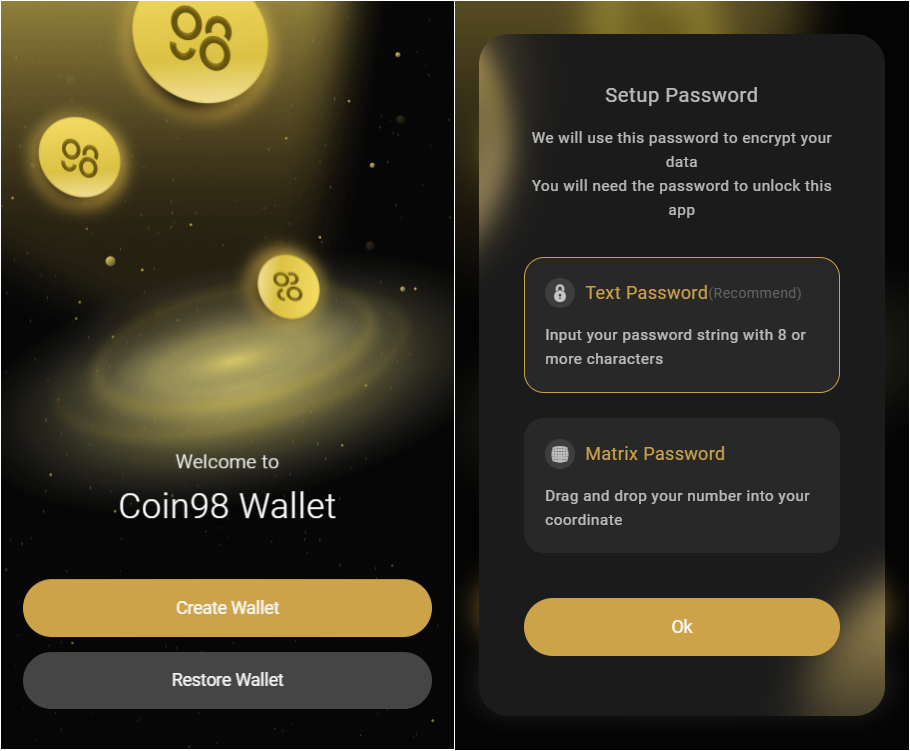 Welcome to
Coin98 Wallet
Create Wallet
Restore Wallet
Setup Password
We will use this password to encrypt your
data
You will need the password to unlock this
app
Text Password(Recommend)
Input your password string with 8 or
more characters
Matrix Password
Drag and drop your number into your
coordinate
Ok